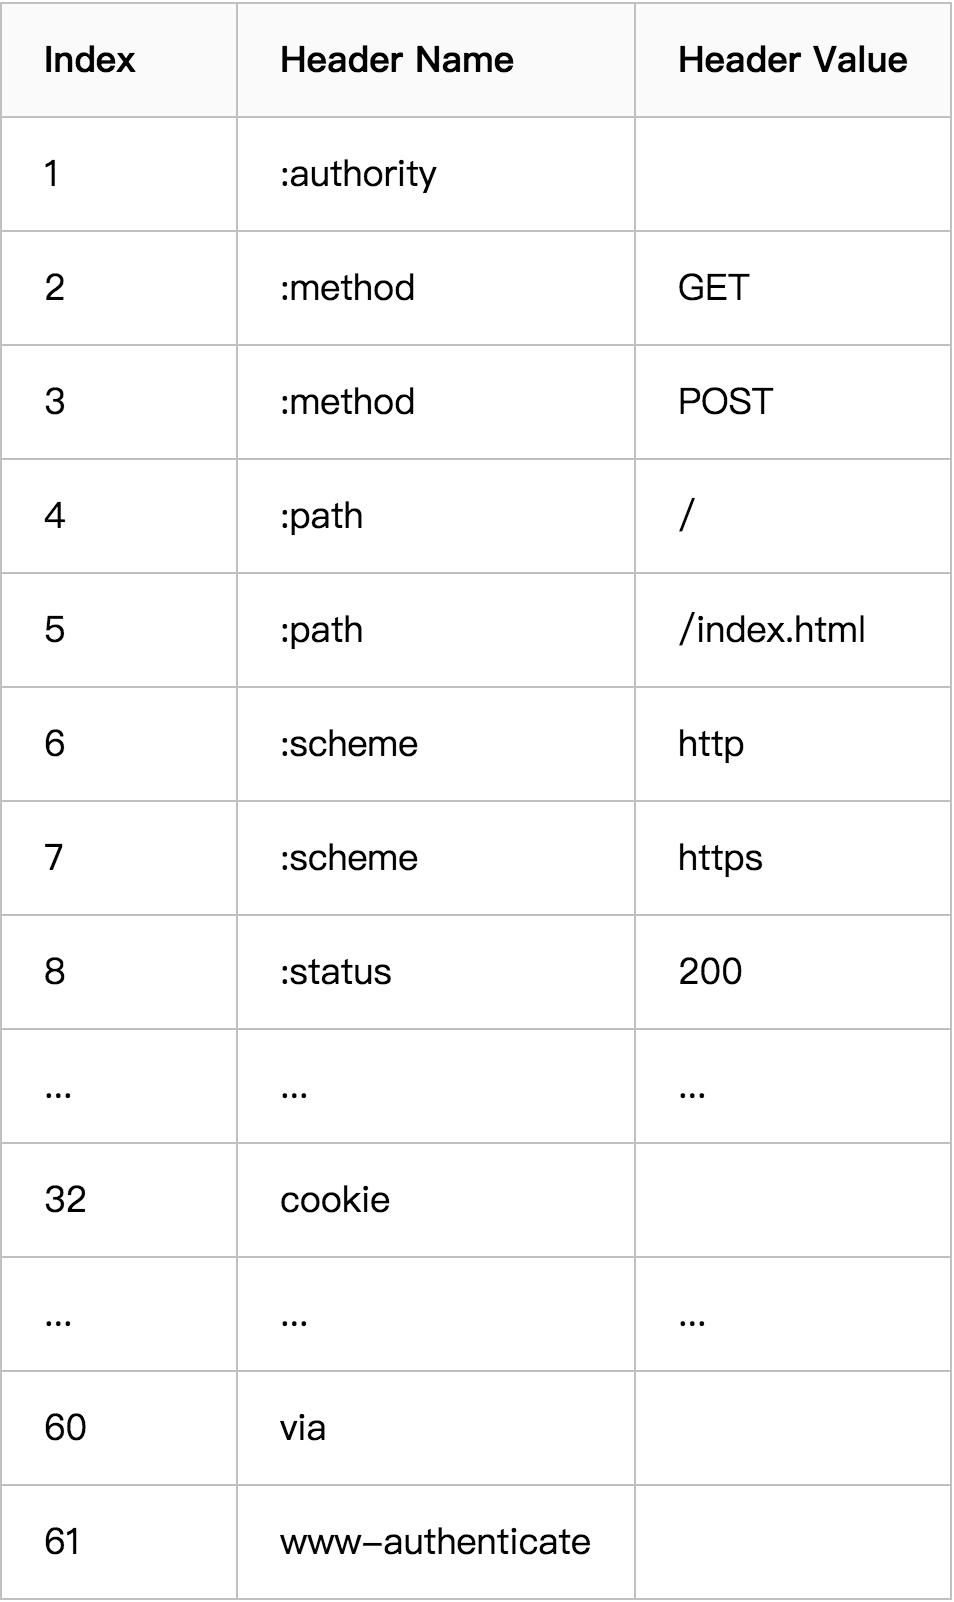 Index Header Name Header Value
1 :authority
2 :method GET
3 :method POST
4 :path /
5 :path /index.html
6 :scheme http
7 :scheme https
8 :status 200
... ... ...
32 cookie
... ... ...
60 via
61 www-authenticate